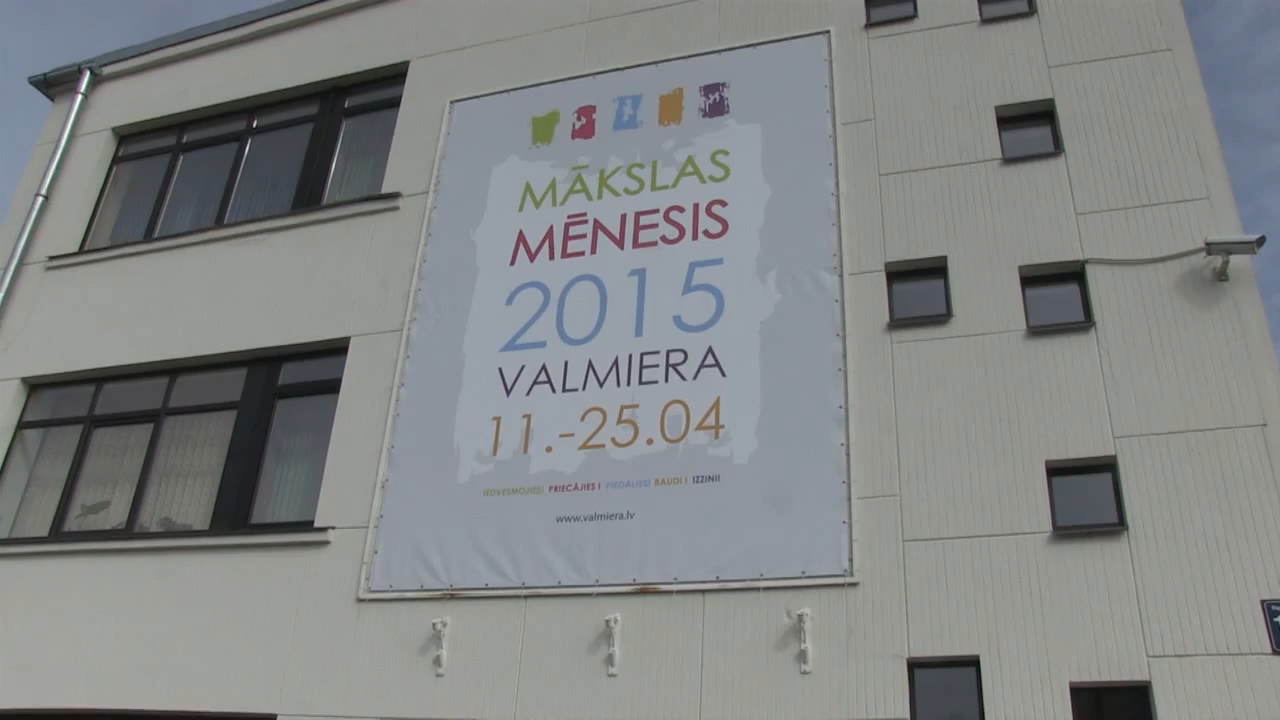 MĀKSLAS
MĒNESIS
2015
VALMIERA
11.-25.04
IEDVESMOJIES! PRIECĀJIES! PIEDALIES! BAUDI! IZZINI!
www.valmiera.lv